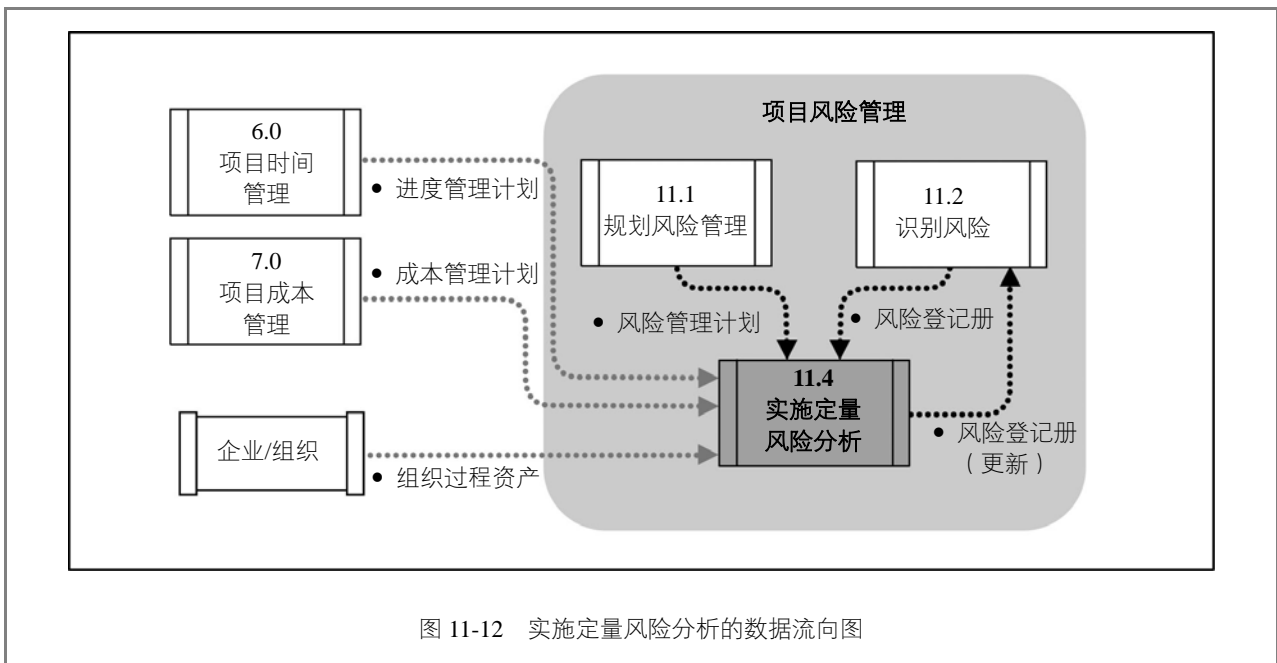 项目风险管理
6.0
项目时间
管理
● 进度管理计划
7.0
项目成本
管理
● 成本管理计划
企业/组织
● 组织过程资产
11.1
规划风险管理
● 风险管理计划
11.2
识别风险
● 风险登记册
11.4
实施定量
风险分析
● 风险登记册
（更新）
图 11-12 实施定量风险分析的数据流向图